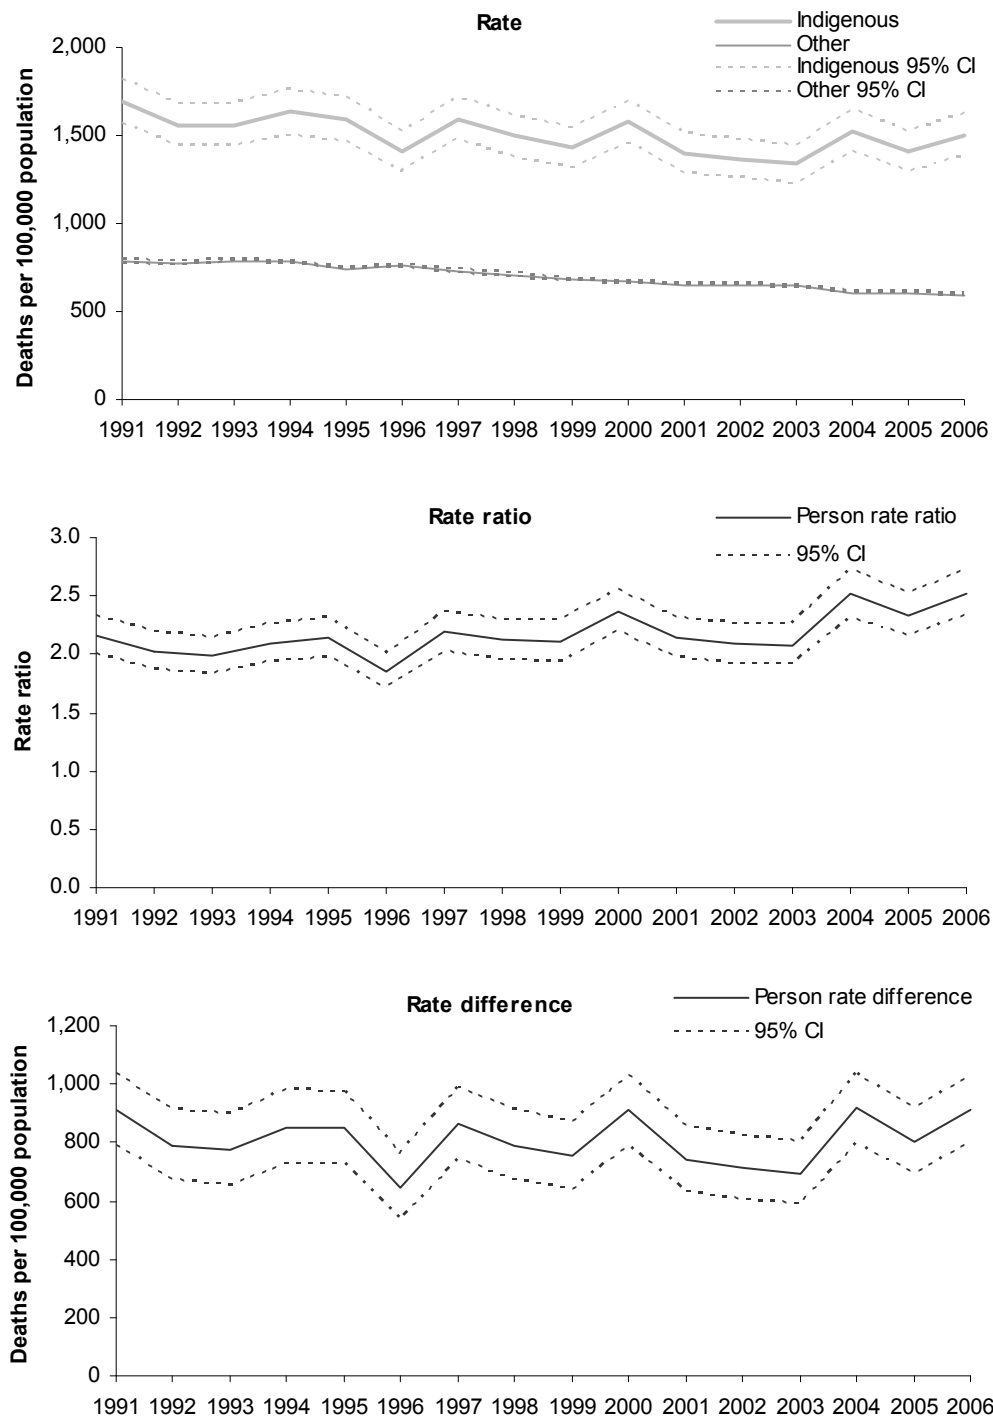 Rate
Indigenous
Other
Indigenous 95% CI
Other 95% CI
Deaths per 100,000 population
2,000
1,500
1,000
500
0
1991 1992 1993 1994 1995 1996 1997 1998 1999 2000 2001 2002 2003 2004 2005 2006
Rate ratio
Person rate ratio
95% CI
Rate ratio
3.0
2.5
2.0
1.5
1.0
0.5
0.0
1991 1992 1993 1994 1995 1996 1997 1998 1999 2000 2001 2002 2003 2004 2005 2006
Rate difference
Person rate difference
95% CI
Deaths per 100,000 population
1,200
1,000
800
600
400
200
0
1991 1992 1993 1994 1995 1996 1997 1998 1999 2000 2001 2002 2003 2004 2005 2006